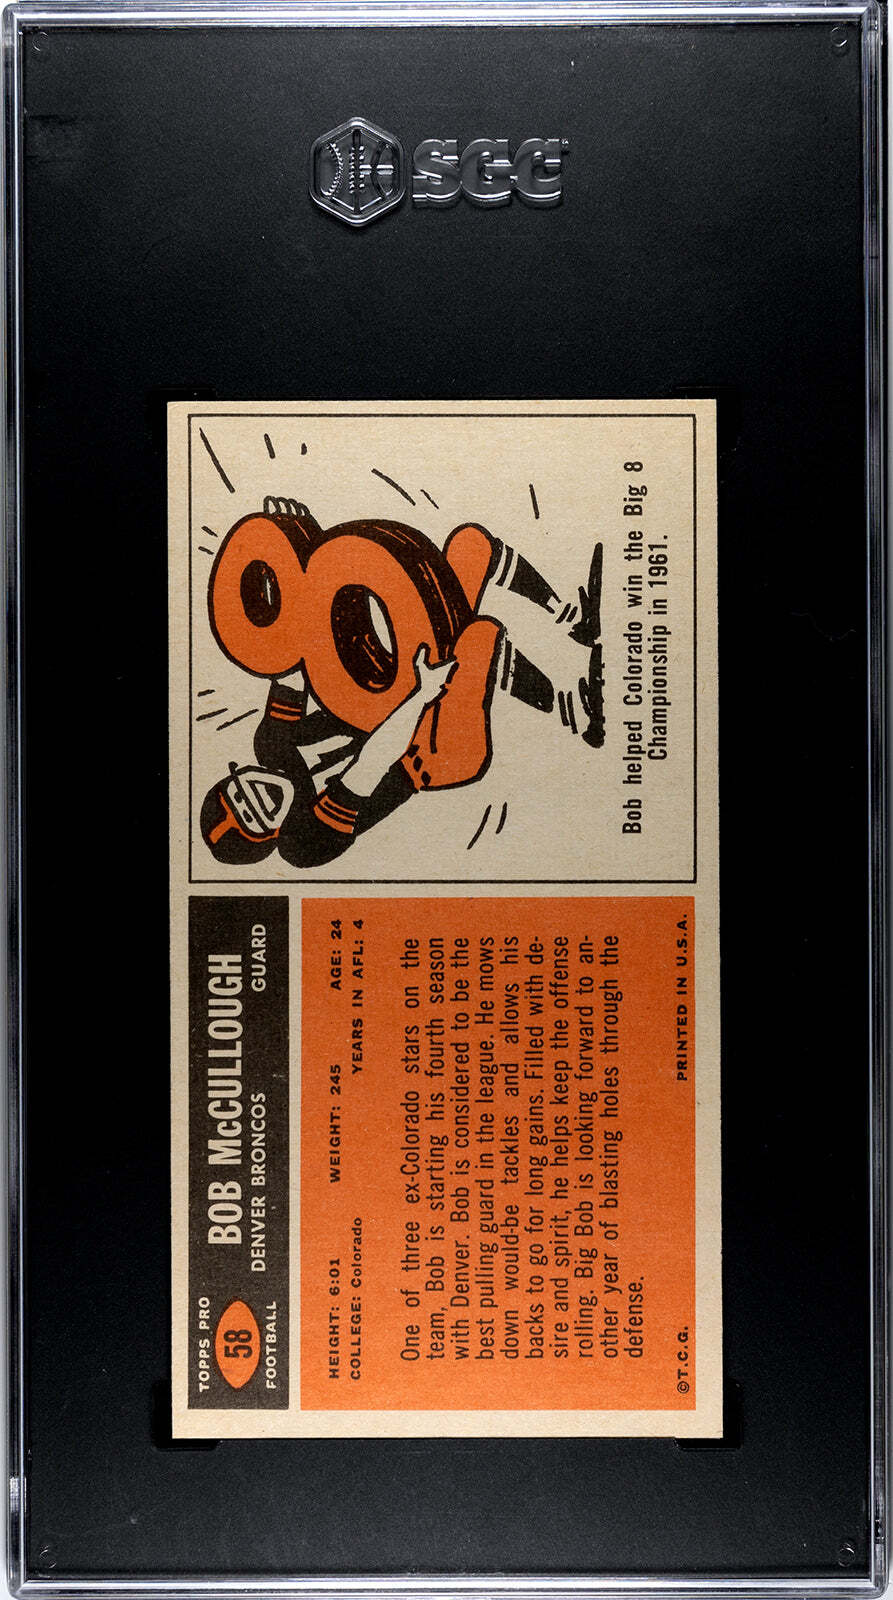 SGC
TOPPS PRO
58
FOOTBALL
BOB McCULLOUGH
DENVER BRONCOS GUARD
HEIGHT: 6:01 WEIGHT: 245 AGE: 24
COLLEGE: Colorado YEARS IN AFL: 4
One of three ex-Colorado stars on the
team, Bob is starting his fourth season
with Denver. Bob is considered to be the
best pulling guard in the league. He mows
down would-be tackles and allows his
backs to go for long gains. Filled with de-
sire and spirit, he helps keep the offense
rolling. Big Bob is looking forward to an-
other year of blasting holes through the
defense.
©T.C.G. PRINTED IN U.S.A.
8
Bob helped Colorado win the Big 8
Championship in 1961.